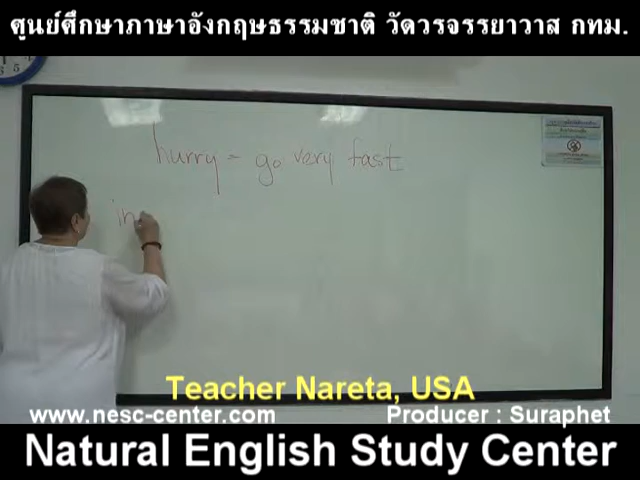 ศูนย์ศึกษาภาษาอังกฤษธรรมชาติ วัดวรจรรยาวาส กทม.
hurry - go very fast
in
Teacher Nareta, USA
www.nesc-center.com Producer : Suraphet
Natural English Study Center